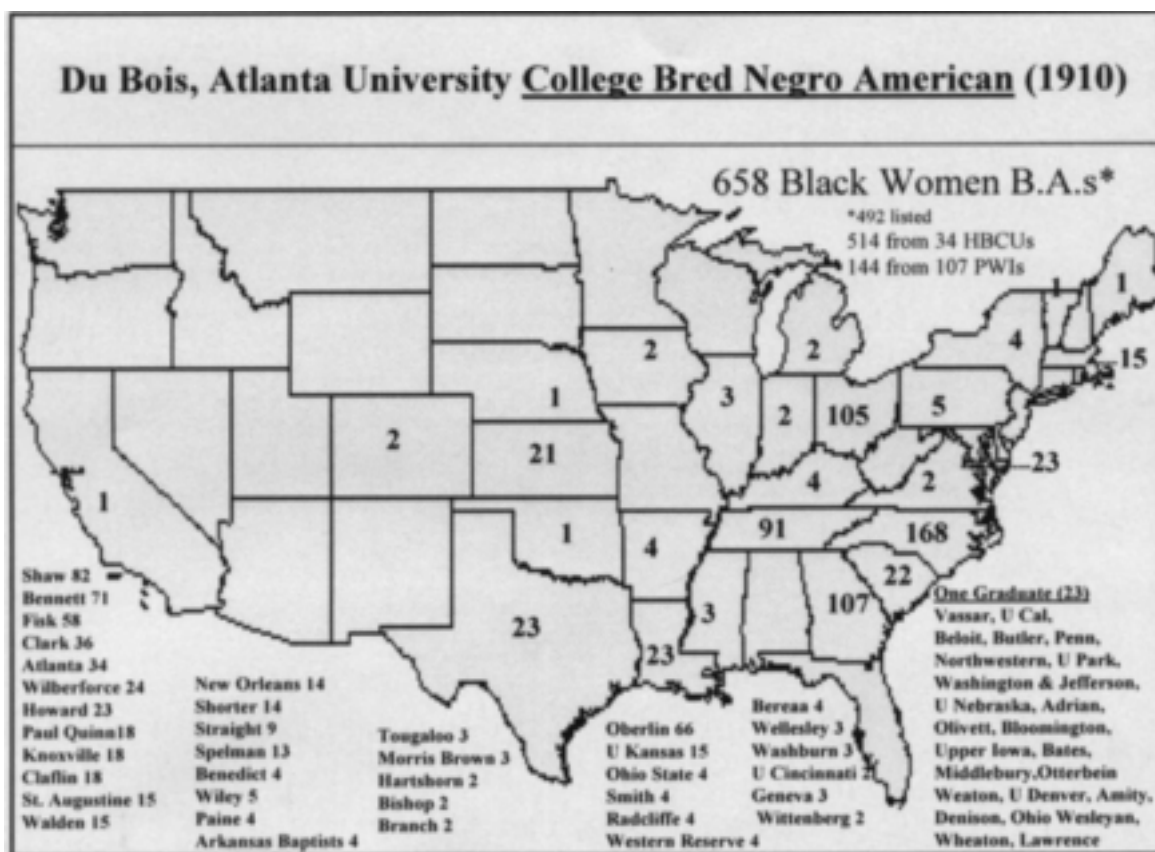 Du Bois, Atlanta University College Bred Negro American (1910)
658 Black Women B.A.s*
*492 listed
514 from 34 HBCUs
144 from 107 PWIs
1
1
2
2
4
15
1
3
2
105
5
2
21
23
1
4
2
1
4
91
168
22
23
23
3
107
Shaw 82
Bennett 71
Fisk 58
Clark 36
Atlanta 34
Wilberforce 24
Howard 23
Paul Quinn18
Knoxville 18
Claflin 18
St. Augustine 15
Walden 15
New Orleans 14
Shorter 14
Straight 9
Spelman 13
Benedict 4
Wiley 5
Paine 4
Arkansas Baptists 4
Tougaloo 3
Morris Brown 3
Hartshorn 2
Bishop 2
Branch 2
Oberlin 66
U Kansas 15
Ohio State 4
Smith 4
Radcliffe 4
Western Reserve 4
Bereaa 4
Wellesley 3
Washburn 3
U Cincinnati 2
Geneva 3
Wittenberg 2
One Graduate (23)
Vassar, U Cal,
Beloit, Butler, Penn,
Northwestern, U Park,
Washington & Jefferson,
U Nebraska, Adrian,
Olivett, Bloomington,
Upper Iowa, Bates,
Middlebury,Otterbein
Weaton, U Denver, Amity,
Denison, Ohio Wesleyan,
Wheaton, Lawrence